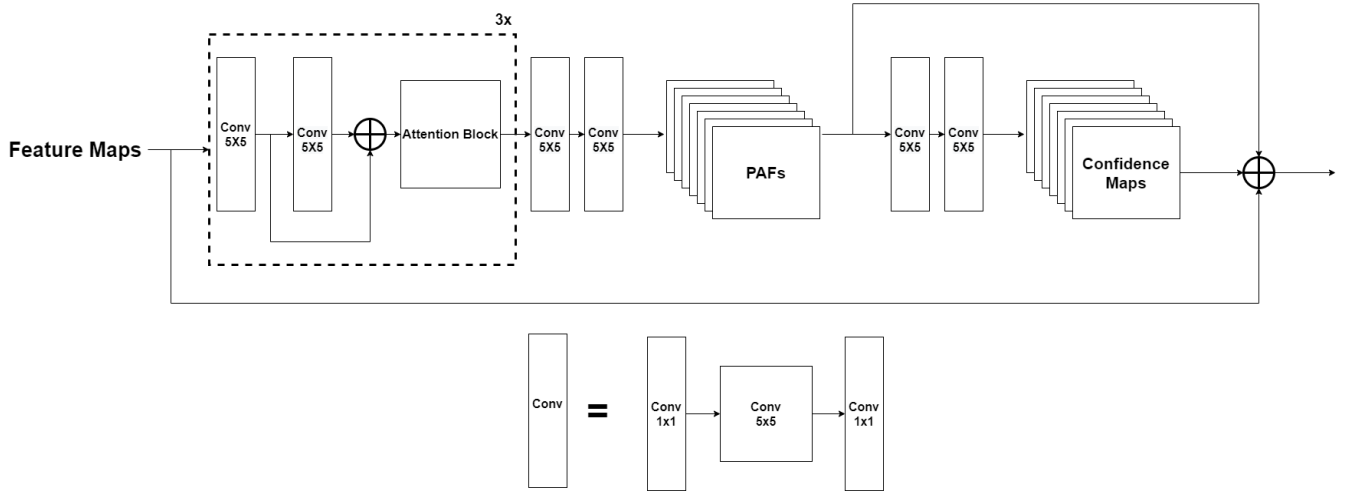 3x
Feature Maps
Conv
5X5
Conv
5X5
Attention Block
Conv
5X5
Conv
5X5
PAFs
Conv
5X5
Conv
5X5
Confidence
Maps
Conv
=
Conv
1x1
Conv
5x5
Conv
1x1